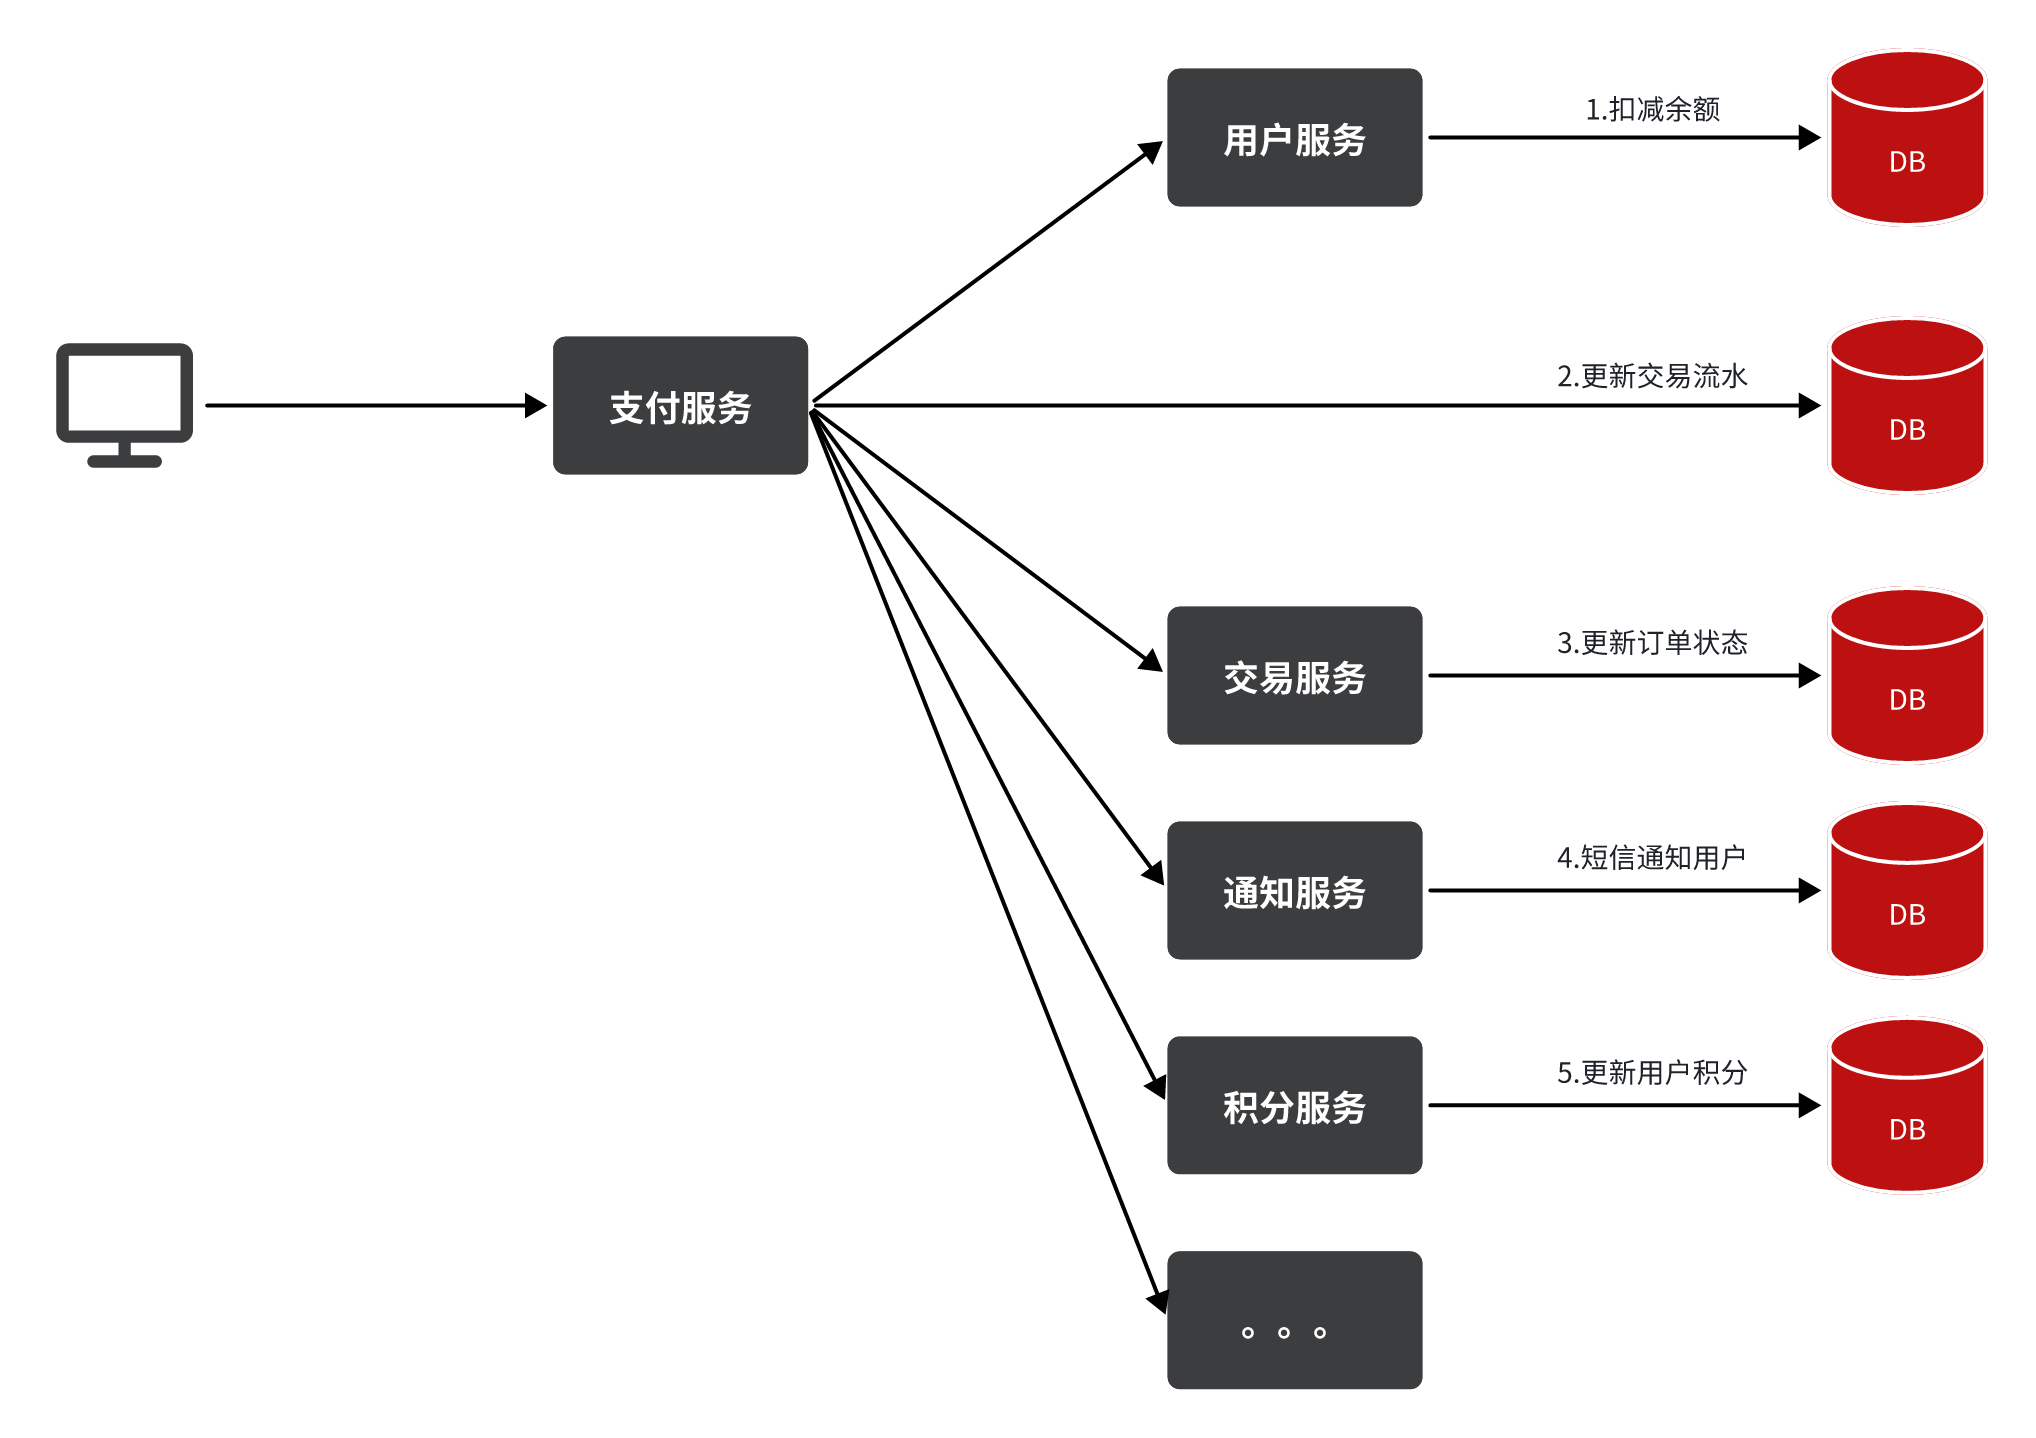 用户服务
1.扣减余额
DB
支付服务
2.更新交易流水
DB
交易服务
3.更新订单状态
DB
通知服务
4.短信通知用户
DB
积分服务
5.更新用户积分
DB
。。。